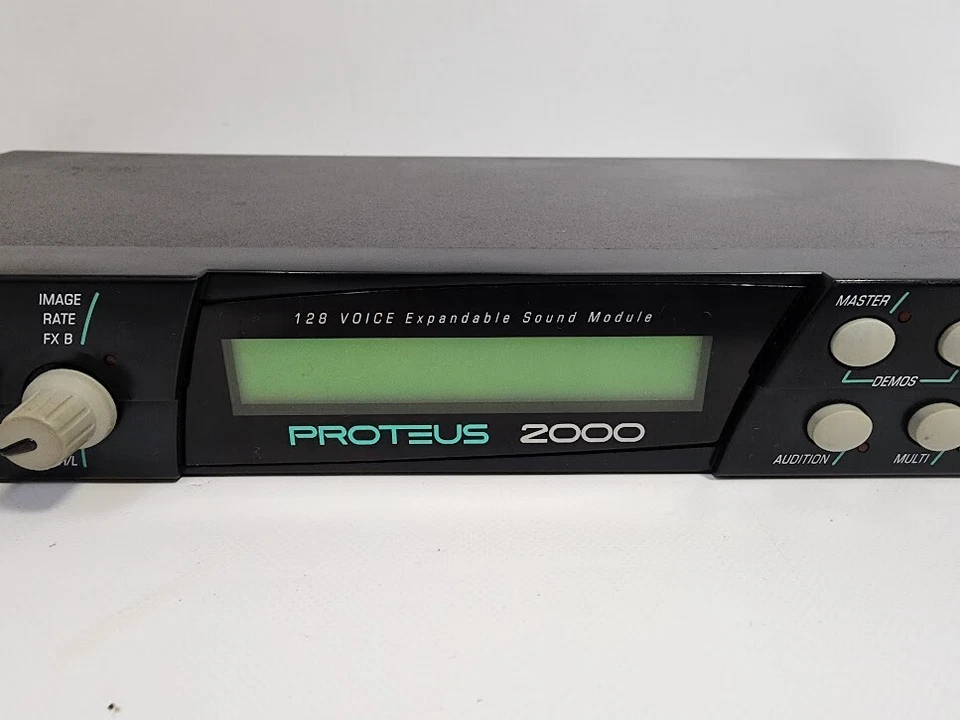 IMAGE
RATE
FX B
128 VOICE Expandable Sound Module
PROTEUS 2000
MASTER
DEMOS
AUDITION
MULTI